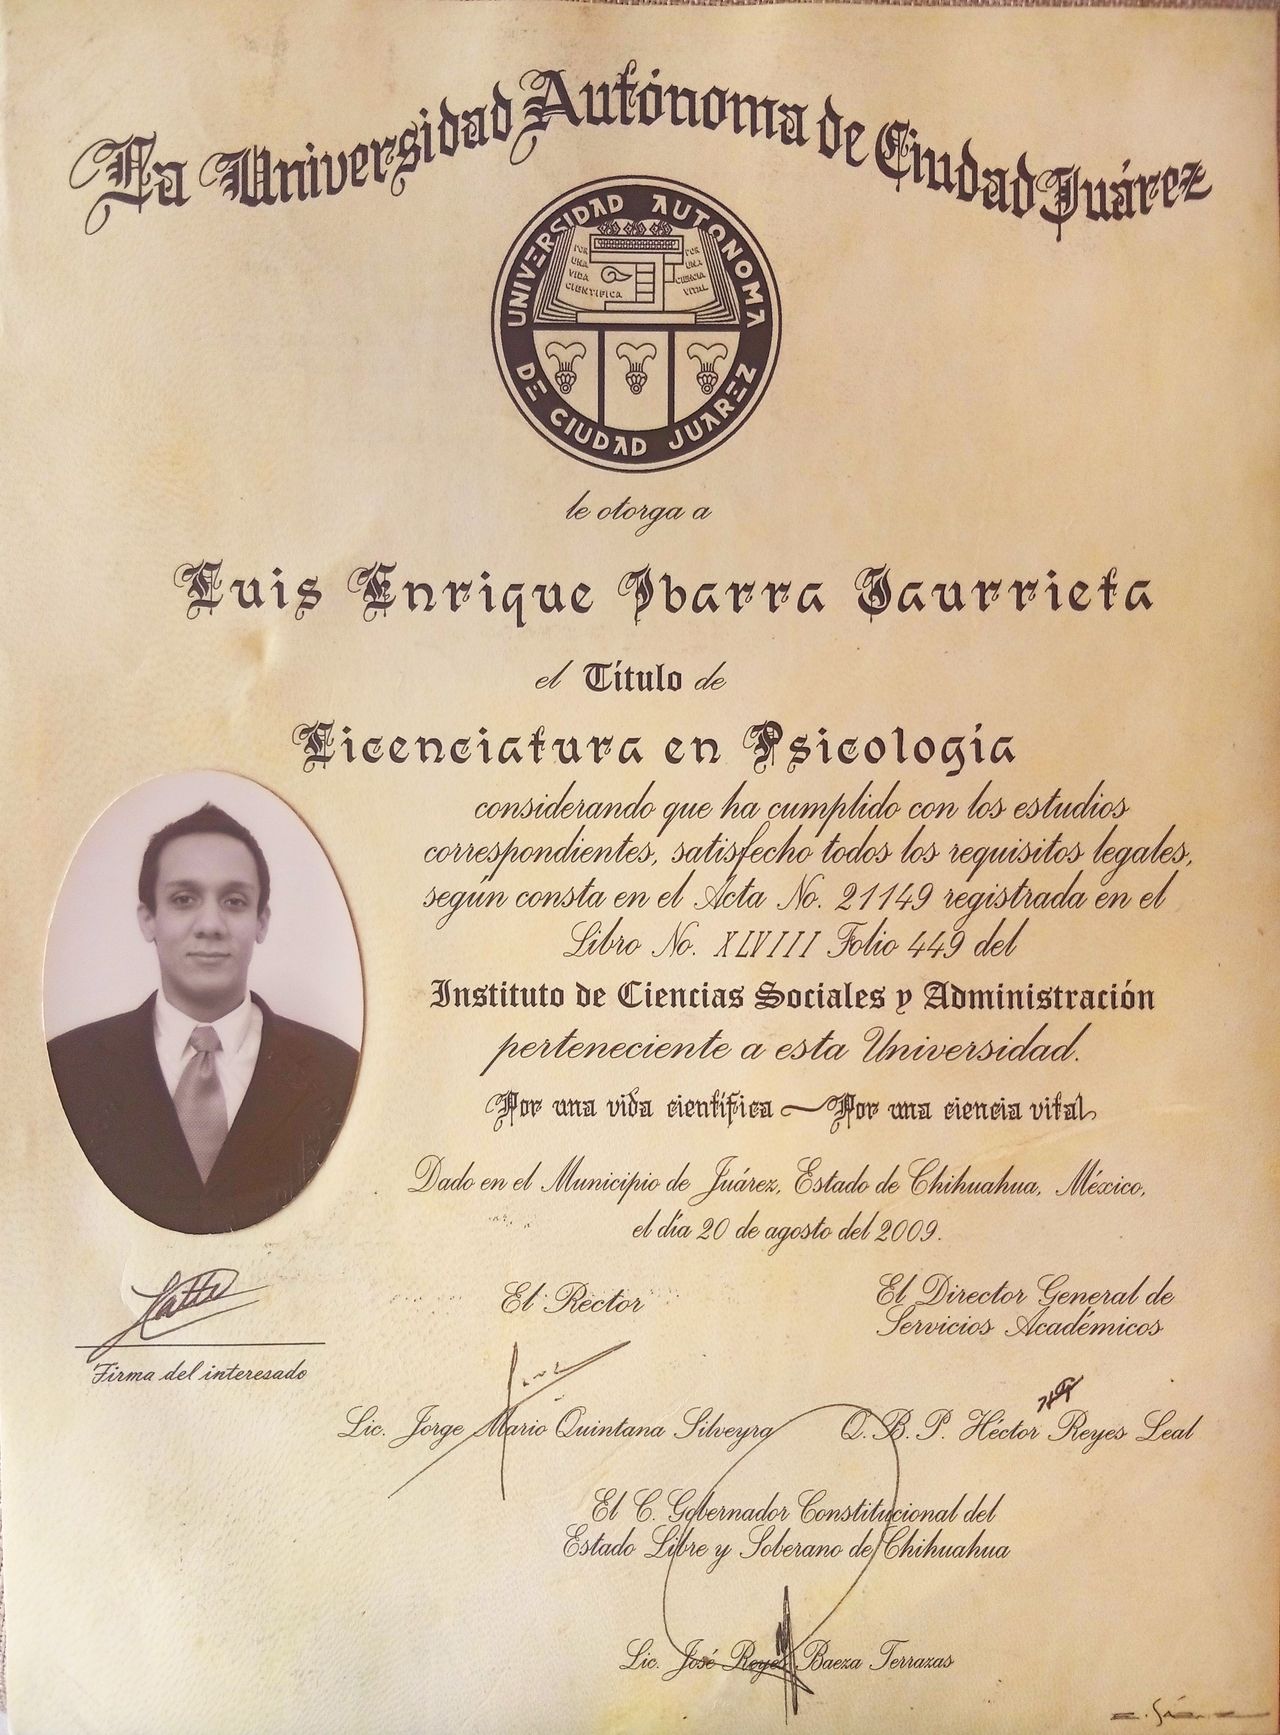 La Universidad Autónoma de Ciudad Juárez
UNIVERSIDAD AUTONOMA
DE CIUDAD JUAREZ
POR UNA VIDA CIENTIFICA
POR UNA CIENCIA VITAL
le otorga a
Luis Enrique Ibarra Taurrieta
el Título de
Licenciatura en Psicología
considerando que ha cumplido con los estudios
correspondientes, satisfecho todos los requisitos legales,
según consta en el Acta No. 21149 registrada en el
Libro No. XLVIII Folio 449 del
Instituto de Ciencias Sociales y Administración
perteneciente a esta Universidad.
Por una vida científica — Por una ciencia vital
Dado en el Municipio de Juárez, Estado de Chihuahua, México,
el día 20 de agosto del 2009.
Firma del interesado
El Rector
Lic. Jorge Mario Quintana Silveyra
El Director General de
Servicios Académicos
Q. B. P. Héctor Reyes Leal
El C. Gobernador Constitucional del
Estado Libre y Soberano de Chihuahua
Lic. José Reyes Baeza Terrazas